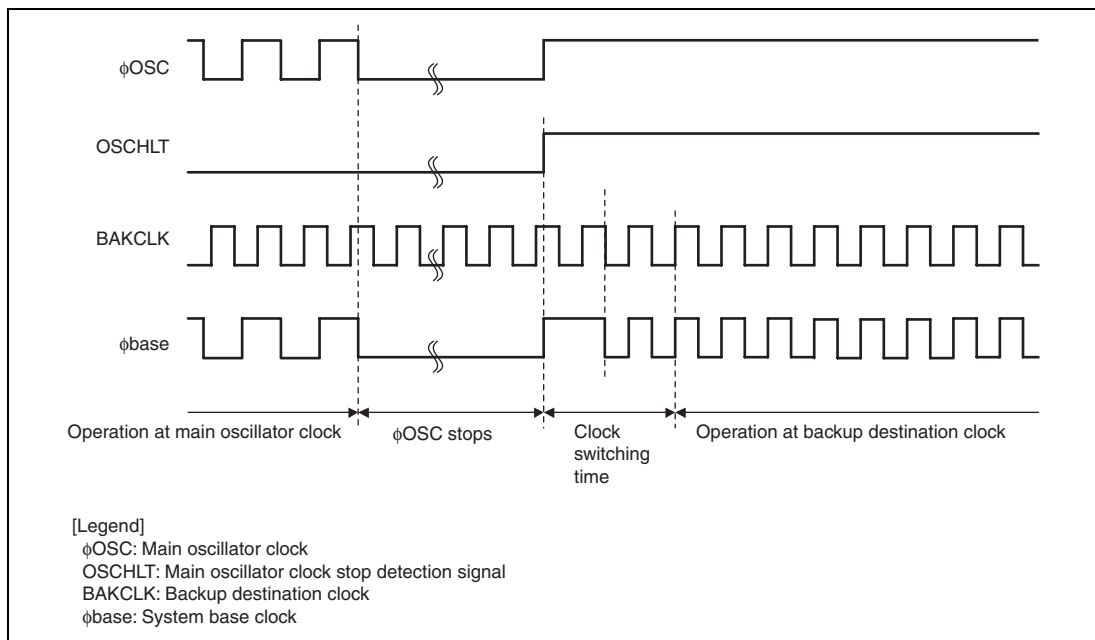 φOSC
OSCHLT
BAKCLK
φbase
Operation at main oscillator clock
φOSC stops
Clock
switching
time
Operation at backup destination clock
[Legend]
φOSC: Main oscillator clock
OSCHLT: Main oscillator clock stop detection signal
BAKCLK: Backup destination clock
φbase: System base clock